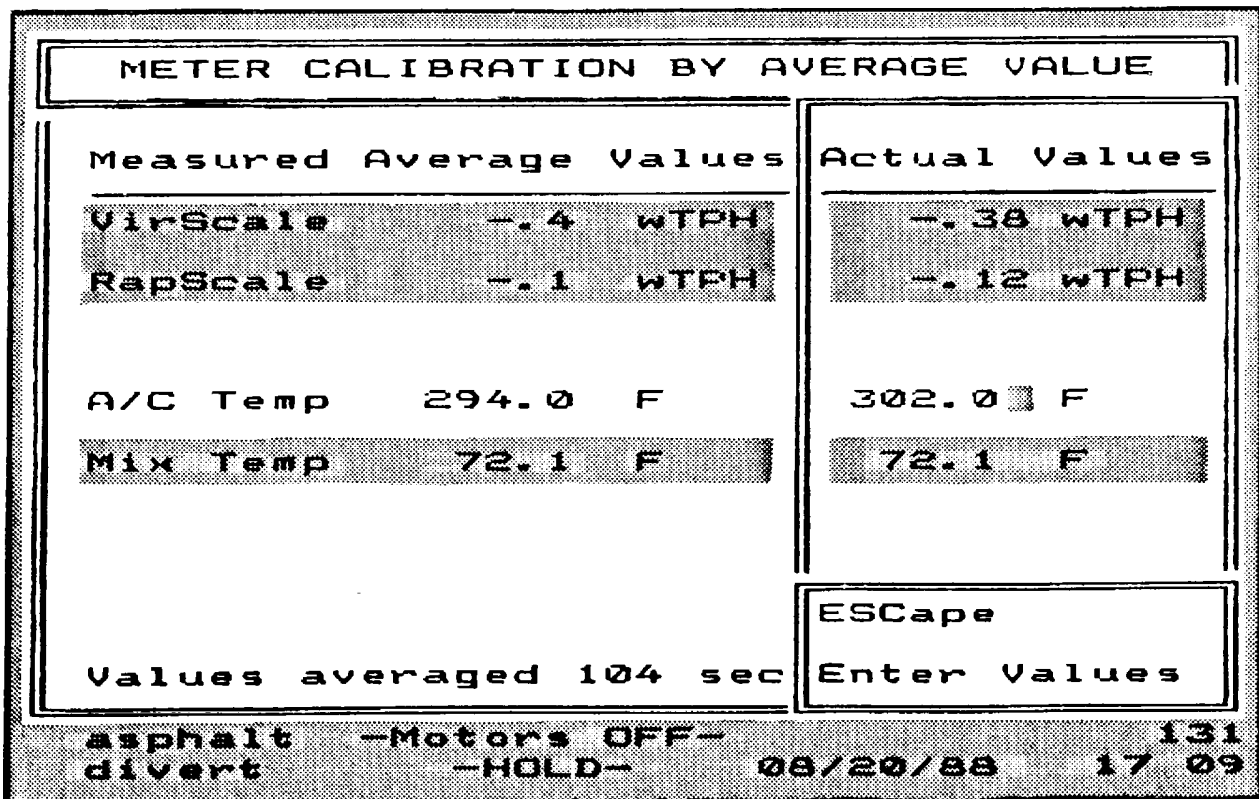 METER CALIBRATION BY AVERAGE VALUE
Measured Average Values Actual Values
VirScale -.4 wTPH -.38 wTPH
RapScale -.1 wTPH -.12 wTPH
A/C Temp 294.0 F 302.0 F
Mix Temp 72.1 F 72.1 F
ESCape
Values averaged 104 sec Enter Values
asphalt -Motors OFF- 131
divert -HOLD- 08/20/88 17 09